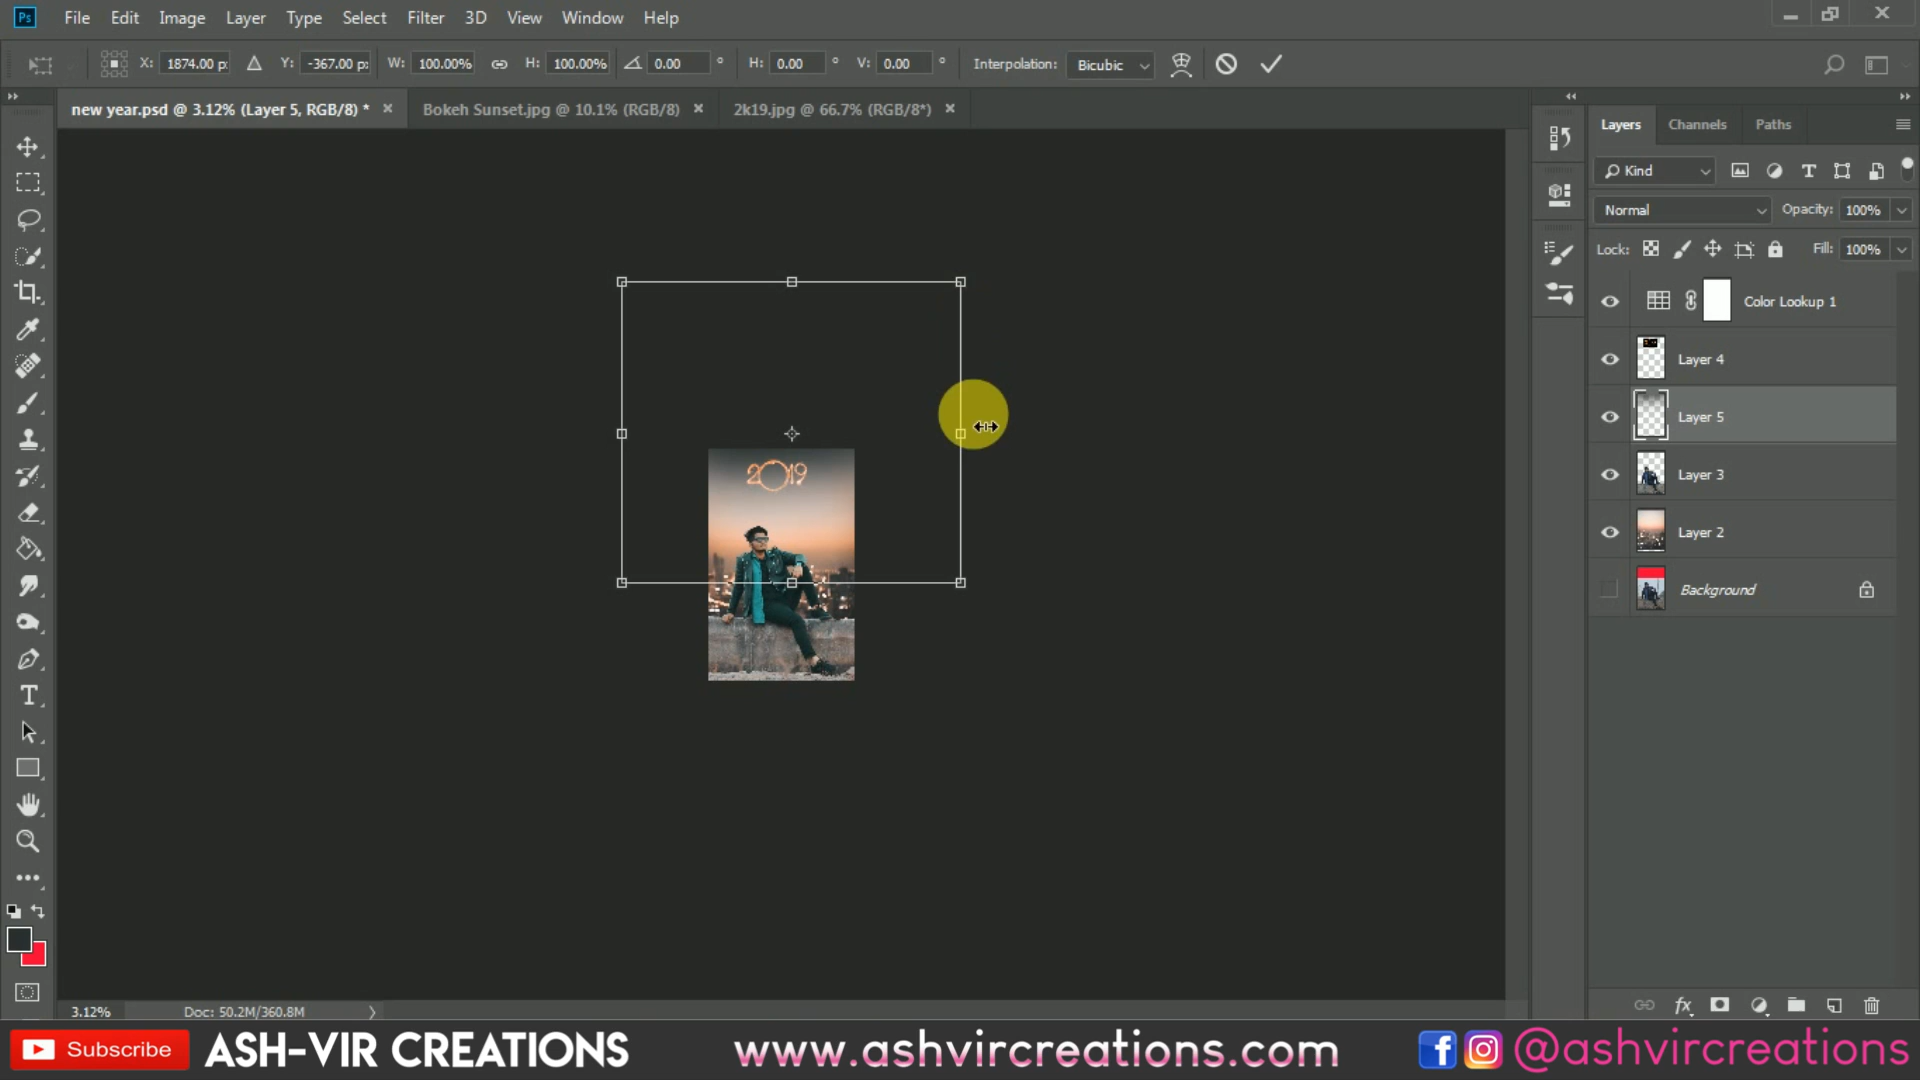 Ps File Edit Image Layer Type Select Filter 3D View Window Help
X: 1874.00 p: Y: -367.00 p: W: 100.00% H: 100.00% 0.00 ° H: 0.00 ° V: 0.00 ° Interpolation: Bicubic
new year.psd @ 3.12% (Layer 5, RGB/8) * × Bokeh Sunset.jpg @ 10.1% (RGB/8) × 2k19.jpg @ 66.7% (RGB/8*) ×
Layers Channels Paths
Kind
Normal Opacity: 100%
Lock: Fill: 100%
Color Lookup 1
Layer 4
Layer 5
Layer 3
Layer 2
Background
2019
3.12% Doc: 50.2M/360.8M
Subscribe ASH-VIR CREATIONS www.ashvircreations.com @ashvircreations